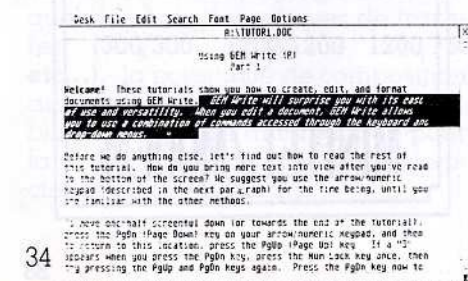 Desk File Edit Search Font Page Options
A:\TUTOR1.DOC
Using GEM Write (R)
Part 1
Welcome! These tutorials show you how to create, edit, and format
documents using GEM Write. GEM Write will surprise you with its ease
of use and versatility. When you edit a document, GEM Write allows
you to use a combination of commands accessed through the keyboard and
drop-down menus.
Before we do anything else, let's find out how to read the rest of
this tutorial. How do you bring more text into view after you've read
to the bottom of the screen? We suggest you use the arrow/numeric
keypad (described in the next paragraph) for the time being, until you
are familiar with the other methods.
To move one-half screenful down (or towards the end of the tutorial),
press the PgDn (Page Down) key on your arrow/numeric keypad, and then
to return to this location, press the PgUp (Page Up) key. If a "3"
appears when you press the PgDn key, press the Num Lock key once, then
try pressing the PgUp and PgDn keys again. Press the PgDn key now to
34